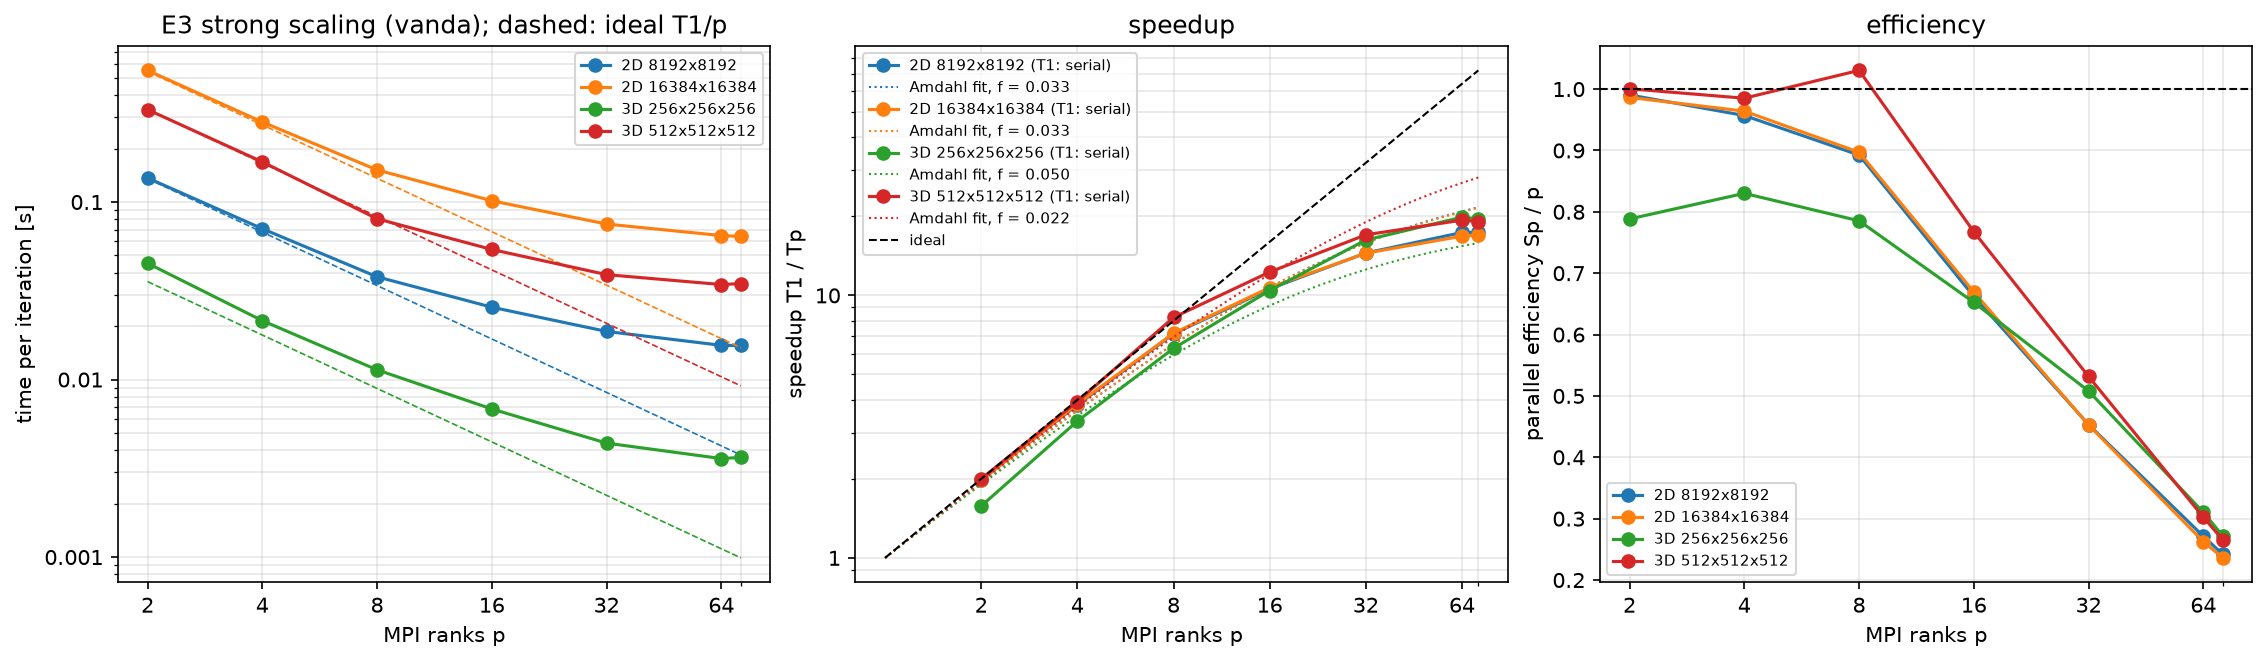 E3 strong scaling (vanda); dashed: ideal T1/p
time per iteration [s]
0.1
0.01
0.001
2D 8192x8192
2D 16384x16384
3D 256x256x256
3D 512x512x512
2
4
8
16
32
64
MPI ranks p
speedup
speedup T1 / Tp
10
1
2D 8192x8192 (T1: serial)
Amdahl fit, f = 0.033
2D 16384x16384 (T1: serial)
Amdahl fit, f = 0.033
3D 256x256x256 (T1: serial)
Amdahl fit, f = 0.050
3D 512x512x512 (T1: serial)
Amdahl fit, f = 0.022
ideal
2
4
8
16
32
64
MPI ranks p
efficiency
parallel efficiency Sp / p
1.0
0.9
0.8
0.7
0.6
0.5
0.4
0.3
0.2
2D 8192x8192
2D 16384x16384
3D 256x256x256
3D 512x512x512
2
4
8
16
32
64
MPI ranks p